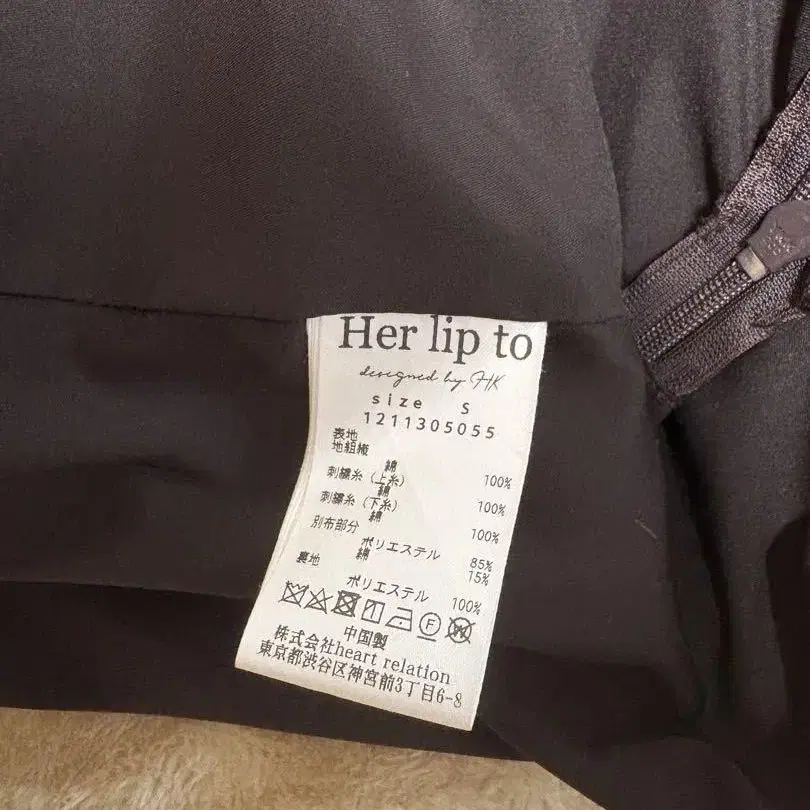 Her lip to
designed by HK
size S
1211305055
表地
地組織
綿 100%
刺繍糸（上糸）
綿 100%
刺繍糸（下糸）
綿 100%
別布部分
ポリエステル 85%
綿 15%
裏地
ポリエステル 100%
F W
中国製
株式会社heart relation
東京都渋谷区神宮前3丁目6-8